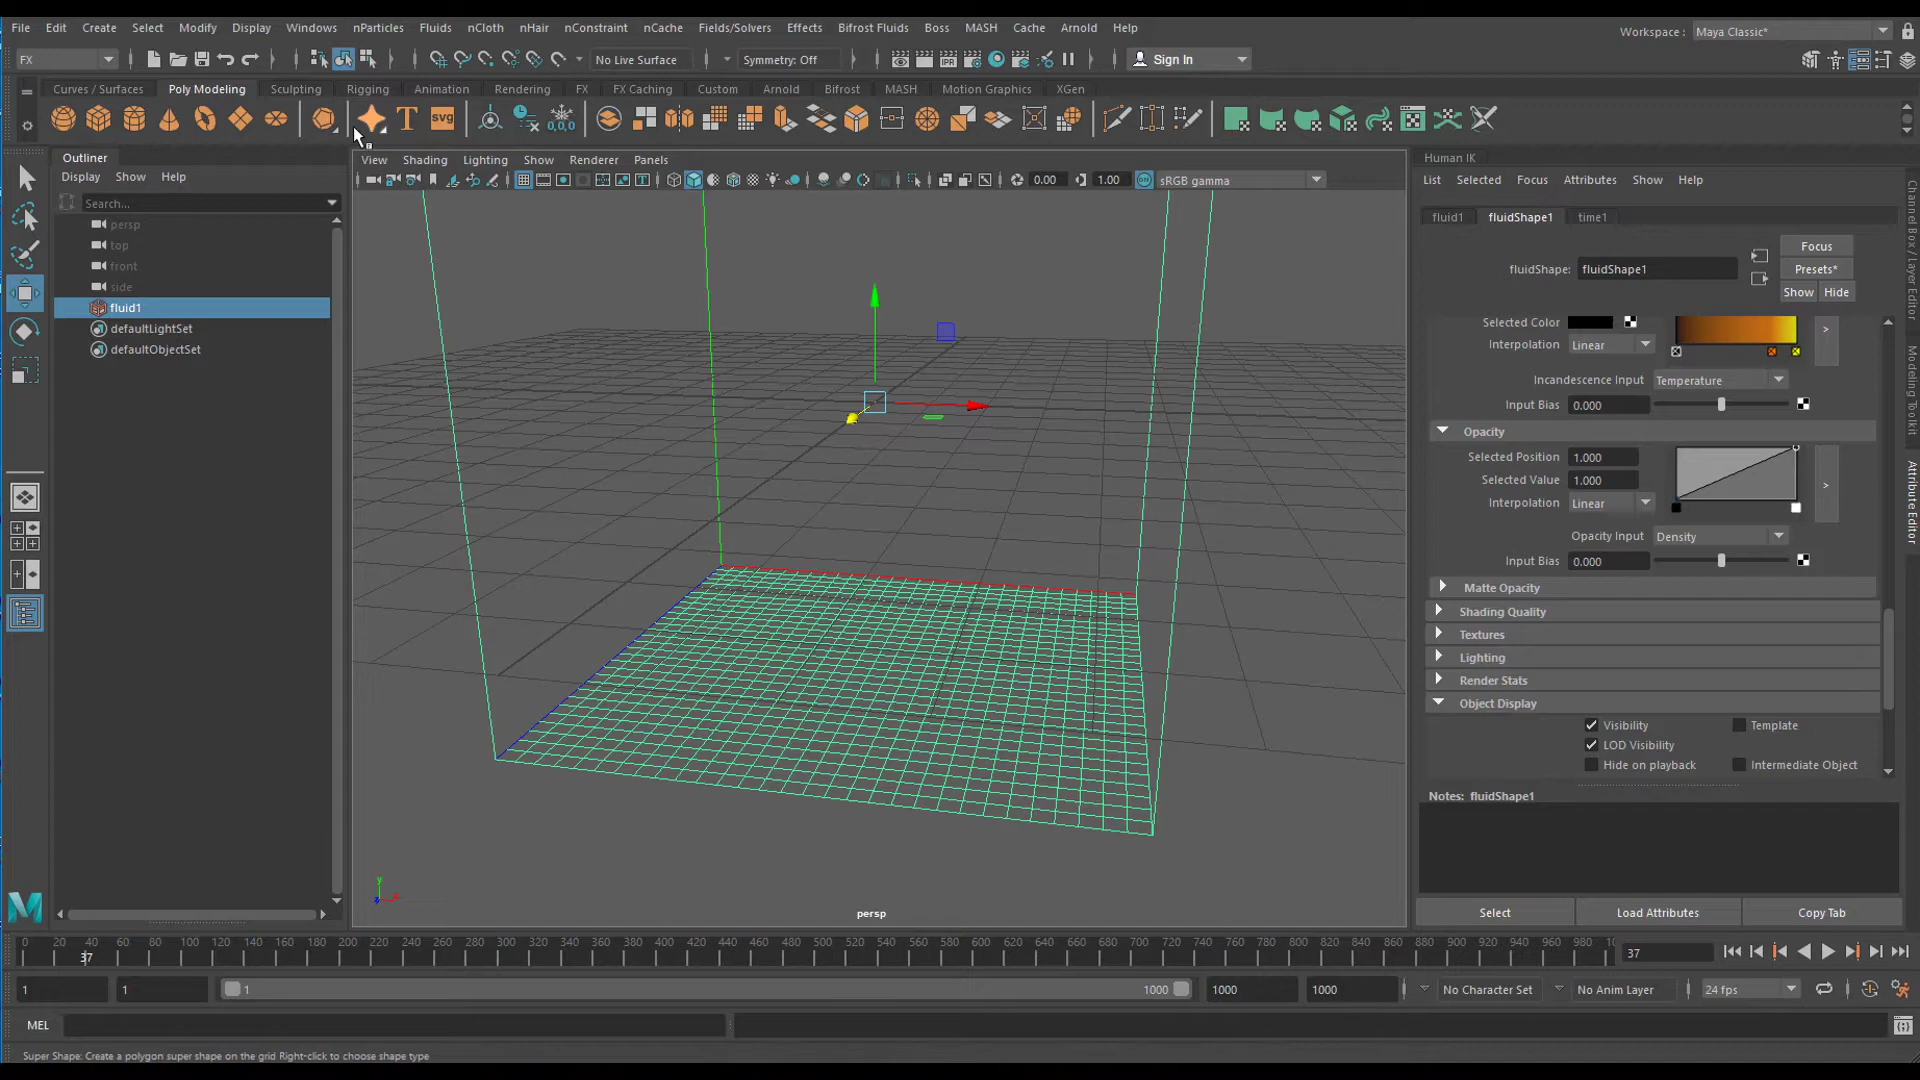 File Edit Create Select Modify Display Windows nParticles Fluids nCloth nHair nConstraint nCache Fields/Solvers Effects Bifrost Fluids Boss MASH Cache Arnold Help
Workspace : Maya Classic*
FX No Live Surface Symmetry: Off Sign In
Curves / Surfaces Poly Modeling Sculpting Rigging Animation Rendering FX FX Caching Custom Arnold Bifrost MASH Motion Graphics XGen
T svg 0,0,0
Outliner
Display Show Help
Search...
persp
top
front
side
fluid1
defaultLightSet
defaultObjectSet
View Shading Lighting Show Renderer Panels
0.00 1.00 sRGB gamma
persp
Human IK
List Selected Focus Attributes Show Help
fluid1 fluidShape1 time1
Focus
fluidShape: fluidShape1 Presets*
Show Hide
Selected Color
Interpolation Linear
Incandescence Input Temperature
Input Bias 0.000
Opacity
Selected Position 1.000
Selected Value 1.000
Interpolation Linear
Opacity Input Density
Input Bias 0.000
Matte Opacity
Shading Quality
Textures
Lighting
Render Stats
Object Display
Visibility Template
LOD Visibility
Hide on playback Intermediate Object
Notes: fluidShape1
Select Load Attributes Copy Tab
Channel Box / Layer Editor
Modeling Toolkit
Attribute Editor
0 20 40 60 80 100 120 140 160 180 200 220 240 260 280 300 320 340 360 380 400 420 440 460 480 500 520 540 560 580 600 620 640 660 680 700 720 740 760 780 800 820 840 860 880 900 920 940 960 980
37 37
1 1 1 1000 1000 1000 No Character Set No Anim Layer 24 fps
MEL
Super Shape: Create a polygon super shape on the grid Right-click to choose shape type